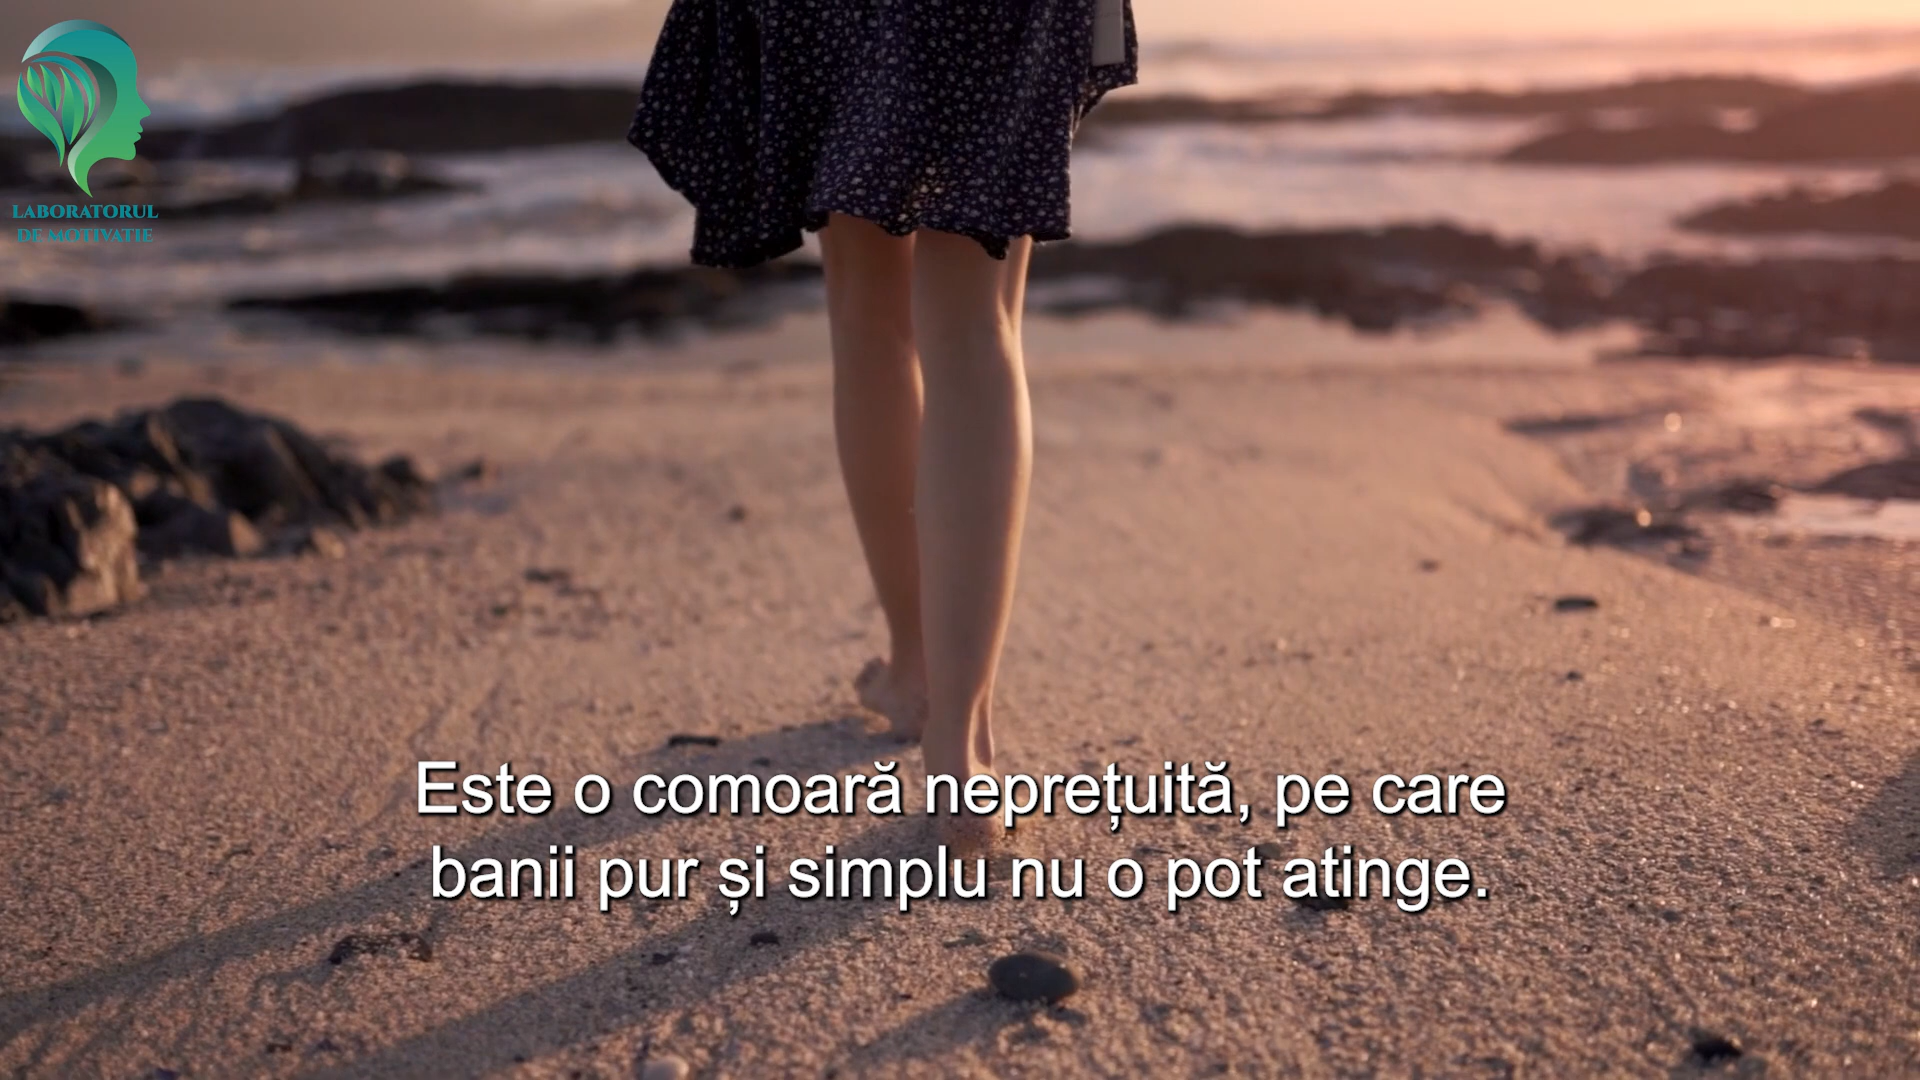 LABORATORUL
DE MOTIVATIE
Este o comoară neprețuită, pe care
banii pur și simplu nu o pot atinge.